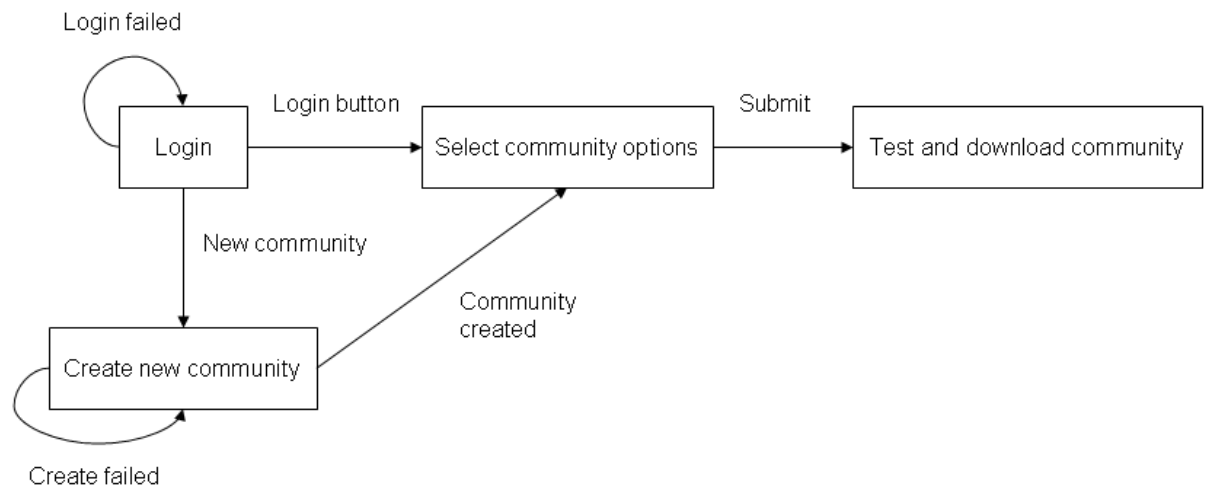 Login failed
Login button
Submit
Login
Select community options
Test and download community
New community
Community
created
Create new community
Create failed